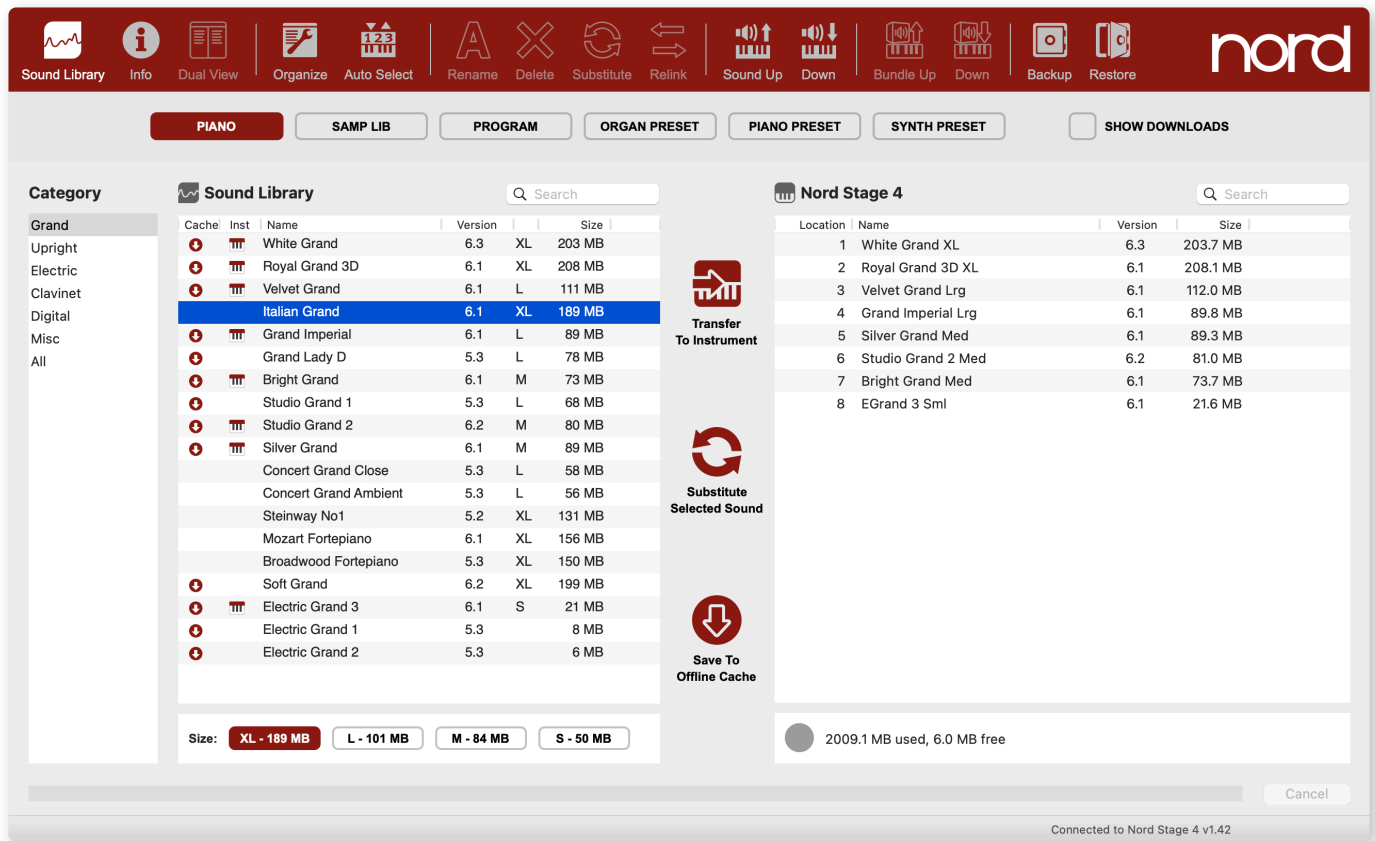 Sound Library Info Dual View Organize Auto Select Rename Delete Substitute Relink Sound Up Down Bundle Up Down Backup Restore nord
123
PIANO SAMP LIB PROGRAM ORGAN PRESET PIANO PRESET SYNTH PRESET SHOW DOWNLOADS
Category
Grand
Upright
Electric
Clavinet
Digital
Misc
All
Sound Library Search
Cache Inst Name Version Size
White Grand 6.3 XL 203 MB
Royal Grand 3D 6.1 XL 208 MB
Velvet Grand 6.1 L 111 MB
Italian Grand 6.1 XL 189 MB
Grand Imperial 6.1 L 89 MB
Grand Lady D 5.3 L 78 MB
Bright Grand 6.1 M 73 MB
Studio Grand 1 5.3 L 68 MB
Studio Grand 2 6.2 M 80 MB
Silver Grand 6.1 M 89 MB
Concert Grand Close 5.3 L 58 MB
Concert Grand Ambient 5.3 L 56 MB
Steinway No1 5.2 XL 131 MB
Mozart Fortepiano 6.1 XL 156 MB
Broadwood Fortepiano 5.3 XL 150 MB
Soft Grand 6.2 XL 199 MB
Electric Grand 3 6.1 S 21 MB
Electric Grand 1 5.3 8 MB
Electric Grand 2 5.3 6 MB
Size: XL - 189 MB L - 101 MB M - 84 MB S - 50 MB
Transfer
To Instrument
Substitute
Selected Sound
Save To
Offline Cache
Nord Stage 4 Search
Location Name Version Size
1 White Grand XL 6.3 203.7 MB
2 Royal Grand 3D XL 6.1 208.1 MB
3 Velvet Grand Lrg 6.1 112.0 MB
4 Grand Imperial Lrg 6.1 89.8 MB
5 Silver Grand Med 6.1 89.3 MB
6 Studio Grand 2 Med 6.2 81.0 MB
7 Bright Grand Med 6.1 73.7 MB
8 EGrand 3 Sml 6.1 21.6 MB
2009.1 MB used, 6.0 MB free
Cancel
Connected to Nord Stage 4 v1.42